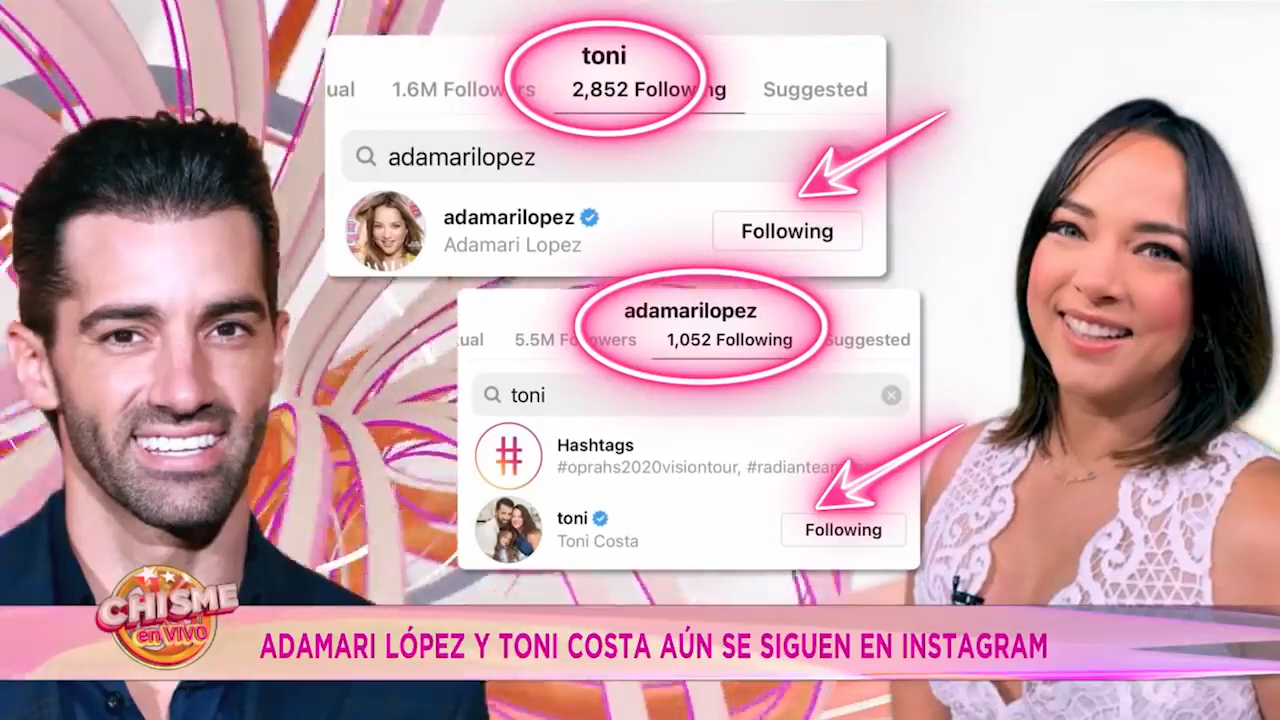 toni
ual 1.6M Followers 2,852 Following Suggested
adamarilopez
adamarilopez
Adamari Lopez
Following
adamarilopez
ual 5.5M Followers 1,052 Following Suggested
toni
Hashtags
#oprahs2020visiontour, #radiantear
toni
Toni Costa
Following
CHISME
en VIVO
ADAMARI LÓPEZ Y TONI COSTA AÚN SE SIGUEN EN INSTAGRAM